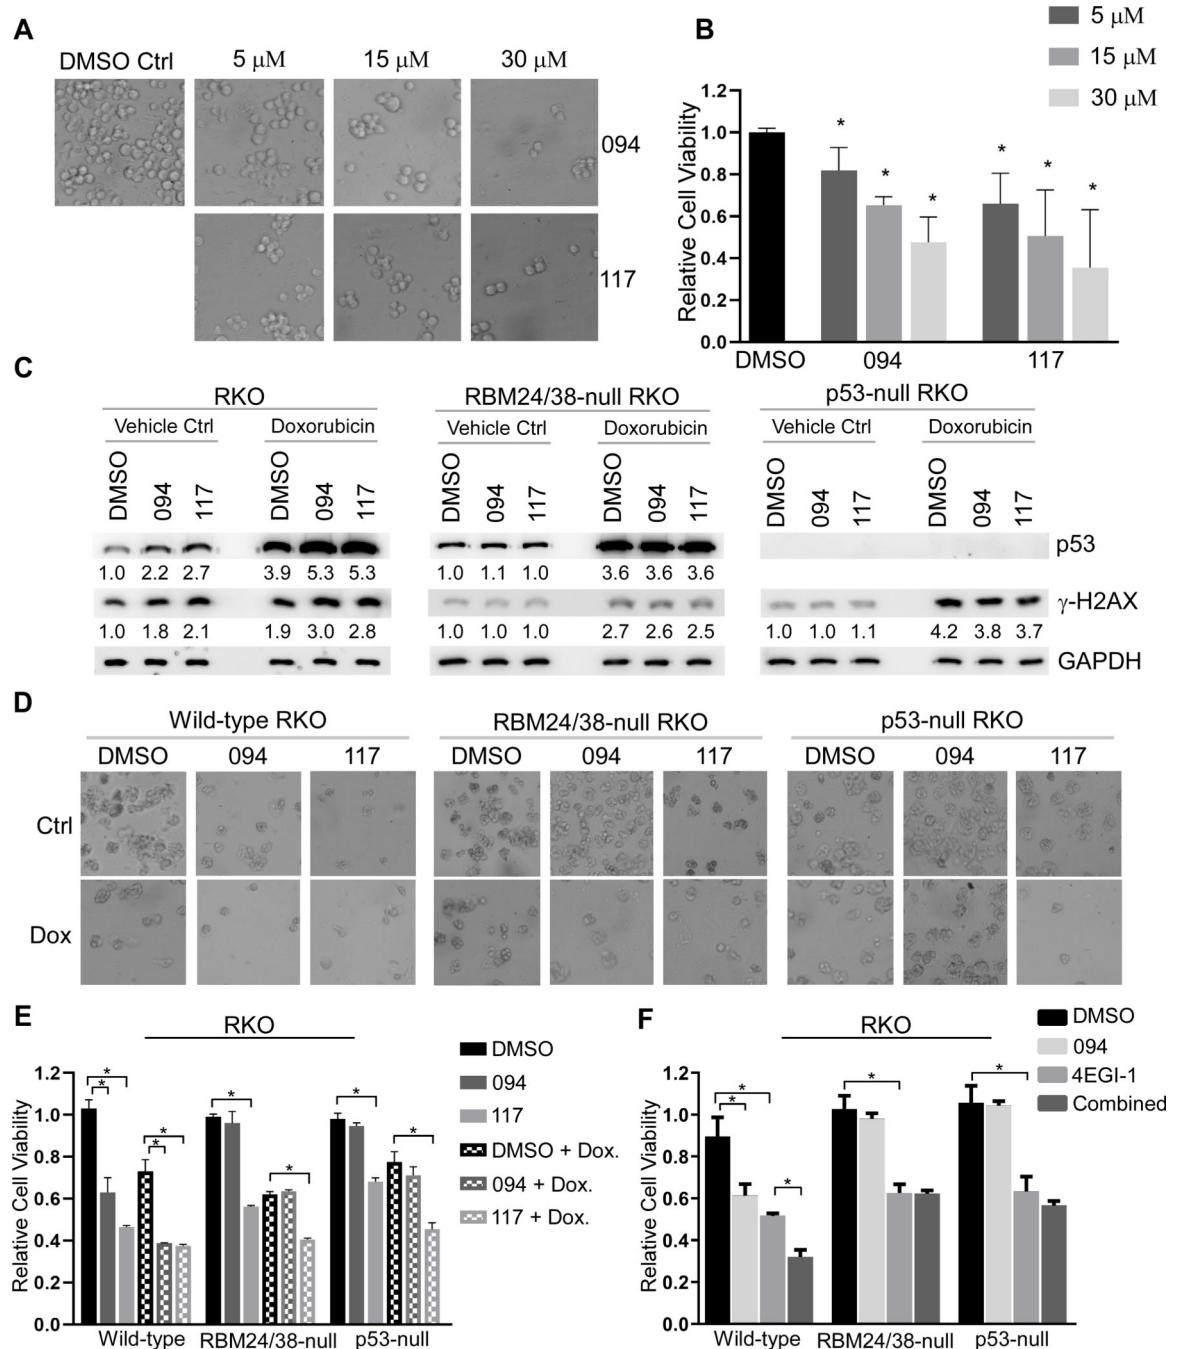 A
DMSO Ctrl 5 μM 15 μM 30 μM
094
117
B
5 μM
15 μM
30 μM
Relative Cell Viability
1.2
1.0
0.8
0.6
0.4
0.2
0.0
* * * * * *
DMSO 094 117
C
RKO RBM24/38-null RKO p53-null RKO
Vehicle Ctrl Doxorubicin Vehicle Ctrl Doxorubicin Vehicle Ctrl Doxorubicin
DMSO 094 117 DMSO 094 117 DMSO 094 117 DMSO 094 117 DMSO 094 117 DMSO 094 117
p53
1.0 2.2 2.7 3.9 5.3 5.3 1.0 1.1 1.0 3.6 3.6 3.6
γ-H2AX
1.0 1.8 2.1 1.9 3.0 2.8 1.0 1.0 1.0 2.7 2.6 2.5 1.0 1.0 1.1 4.2 3.8 3.7
GAPDH
D
Wild-type RKO RBM24/38-null RKO p53-null RKO
DMSO 094 117 DMSO 094 117 DMSO 094 117
Ctrl
Dox
E
RKO
DMSO
094
117
DMSO + Dox.
094 + Dox.
117 + Dox.
Relative Cell Viability
1.2
1.0
0.8
0.6
0.4
0.2
0.0
* * * * * * * *
Wild-type RBM24/38-null p53-null
F
RKO
DMSO
094
4EGI-1
Combined
Relative Cell Viability
1.2
1.0
0.8
0.6
0.4
0.2
0.0
* * * * *
Wild-type RBM24/38-null p53-null